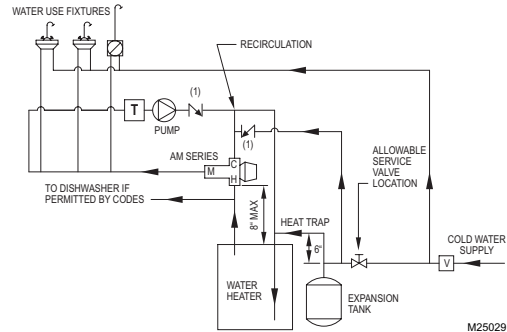 WATER USE FIXTURES
RECIRCULATION
(1)
T
PUMP
(1)
AM SERIES
C
M
H
ALLOWABLE
SERVICE
VALVE
LOCATION
TO DISHWASHER IF
PERMITTED BY CODES
8" MAX
HEAT TRAP
6"
COLD WATER
SUPPLY
V
WATER
HEATER
EXPANSION
TANK
M25029